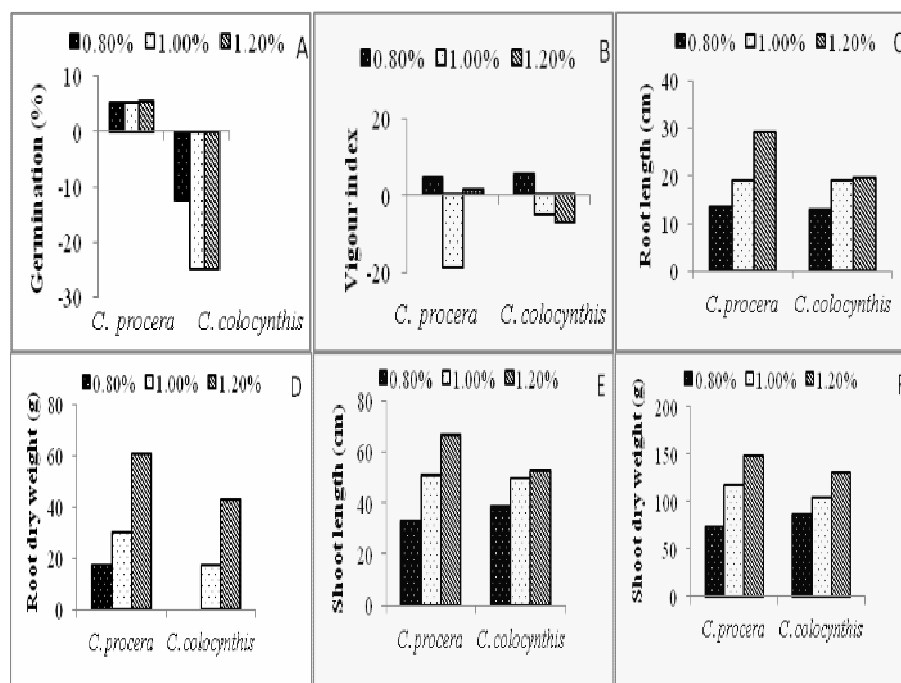 0.80% 1.00% 1.20% A
Germination (%)
10
0
-10
-20
-30
C. procera C. colocynthis
0.80% 1.00% 1.20% B
Vigour index
20
0
-20
C. procera C. colocynthis
0.80% 1.00% 1.20% C
Root length (cm)
40
30
20
10
0
C. procera C. colocynthis
0.80% 1.00% 1.20% D
Root dry weight (g)
80
60
40
20
0
C. procera C. colocynthis
0.80% 1.00% 1.20% E
Shoot length (cm)
80
60
40
20
0
C. procera C. colocynthis
0.80% 1.00% 1.20% F
Shoot dry weight (g)
200
150
100
50
0
C. procera C. colocynthis